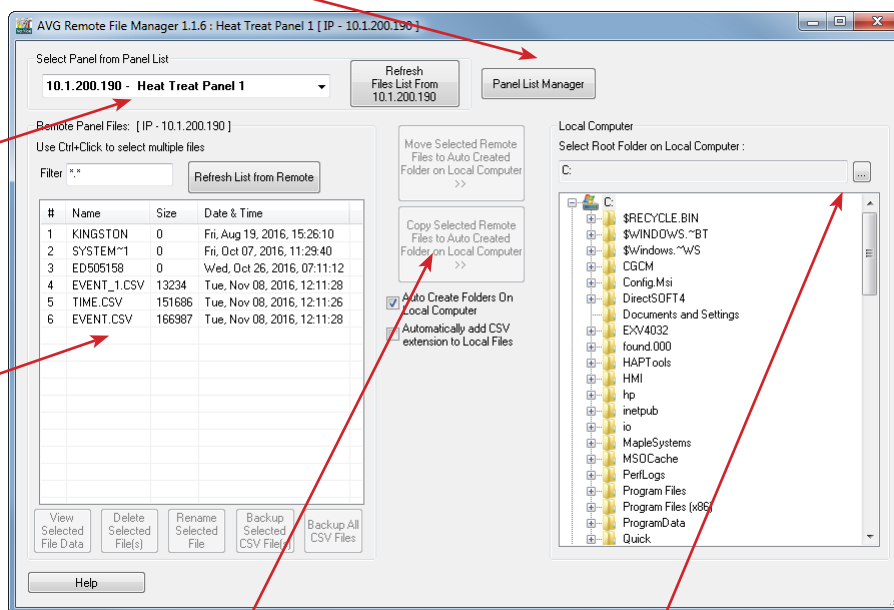 AVG Remote File Manager 1.1.6 : Heat Treat Panel 1 [ IP - 10.1.200.190 ]
Select Panel from Panel List
10.1.200.190 - Heat Treat Panel 1
Refresh
Files List From
10.1.200.190
Panel List Manager
Remote Panel Files: [ IP - 10.1.200.190 ]
Use Ctrl+Click to select multiple files
Filter *.*
Refresh List from Remote
# Name Size Date & Time
1 KINGSTON 0 Fri, Aug 19, 2016, 15:26:10
2 SYSTEM~1 0 Fri, Oct 07, 2016, 11:29:40
3 ED505158 0 Wed, Oct 26, 2016, 07:11:12
4 EVENT_1.CSV 13234 Tue, Nov 08, 2016, 12:11:28
5 TIME.CSV 151686 Tue, Nov 08, 2016, 12:11:26
6 EVENT.CSV 166987 Tue, Nov 08, 2016, 12:11:28
View
Selected
File Data
Delete
Selected
File(s)
Rename
Selected
File
Backup
Selected
CSV File(s)
Backup All
CSV Files
Help
Move Selected Remote
Files to Auto Created
Folder on Local Computer
>>
Copy Selected Remote
Files to Auto Created
Folder on Local Computer
>>
Auto Create Folders On
Local Computer
Automatically add CSV
extension to Local Files
Local Computer
Select Root Folder on Local Computer :
C:
...
C:
$RECYCLE.BIN
$WINDOWS.~BT
$Windows.~WS
CGCM
Config.Msi
DirectSOFT4
Documents and Settings
EXV4032
found.000
HAPTools
HMI
hp
inetpub
io
MapleSystems
MSOCache
PerfLogs
Program Files
Program Files (x86)
ProgramData
Quick